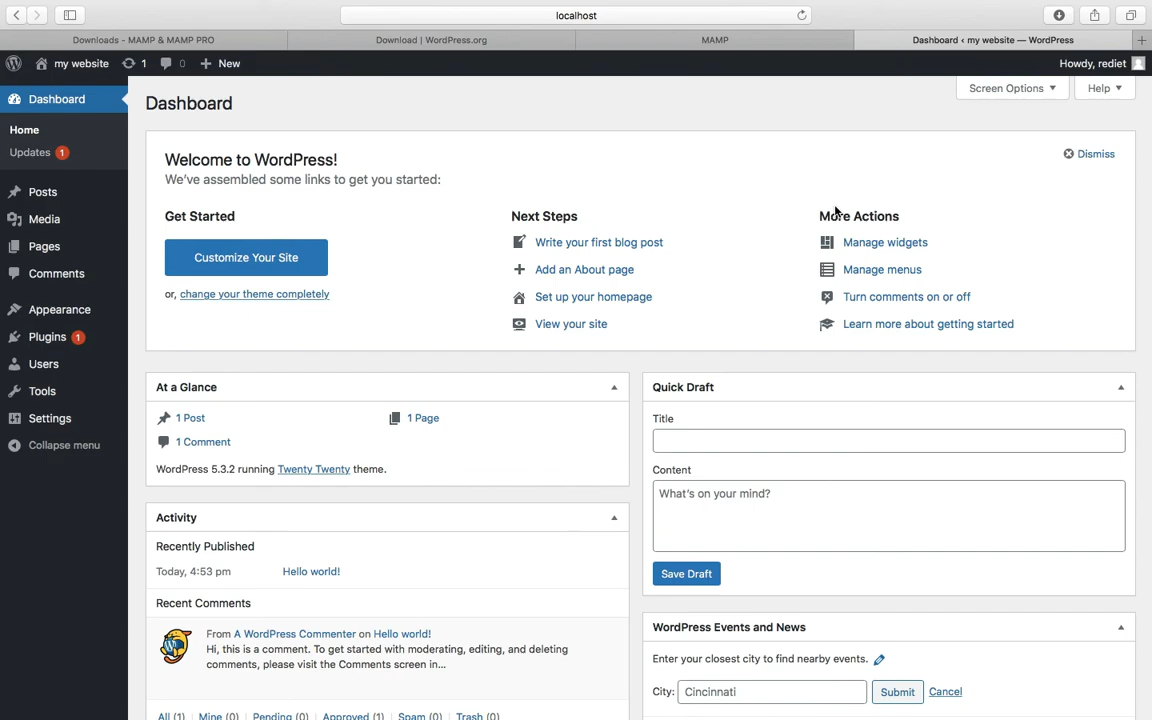 localhost
Downloads - MAMP & MAMP PRO
Download | WordPress.org
MAMP
Dashboard ‹ my website — WordPress
my website
1
0
New
Howdy, rediet
Dashboard
Home
Updates 1
Posts
Media
Pages
Comments
Appearance
Plugins 1
Users
Tools
Settings
Collapse menu
Dashboard
Screen Options
Help
Welcome to WordPress!
We've assembled some links to get you started:
Dismiss
Get Started
Customize Your Site
or, change your theme completely
Next Steps
Write your first blog post
Add an About page
Set up your homepage
View your site
More Actions
Manage widgets
Manage menus
Turn comments on or off
Learn more about getting started
At a Glance
1 Post
1 Page
1 Comment
WordPress 5.3.2 running Twenty Twenty theme.
Activity
Recently Published
Today, 4:53 pm
Hello world!
Recent Comments
From A WordPress Commenter on Hello world!
Hi, this is a comment. To get started with moderating, editing, and deleting
comments, please visit the Comments screen in...
All (1)
Mine (0)
Pending (0)
Approved (1)
Spam (0)
Trash (0)
Quick Draft
Title
Content
What's on your mind?
Save Draft
WordPress Events and News
Enter your closest city to find nearby events.
City:
Cincinnati
Submit
Cancel